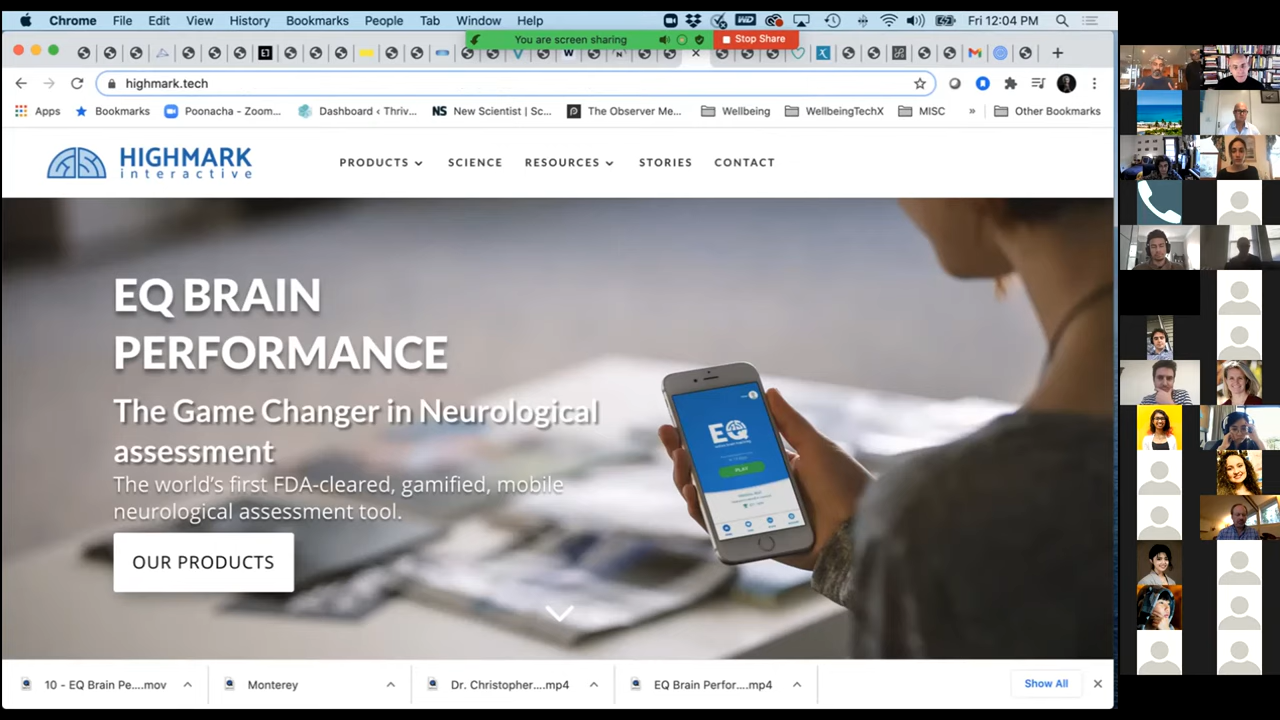 Chrome File Edit View History Bookmarks People Tab Window Help
Fri 12:04 PM
You are screen sharing
Stop Share
highmark.tech
Apps
Bookmarks
Poonacha - Zoom...
Dashboard ‹ Thriv...
NS New Scientist | Sc...
The Observer Me...
Wellbeing
WellbeingTechX
MISC
»
Other Bookmarks
HIGHMARK
interactive
PRODUCTS
SCIENCE
RESOURCES
STORIES
CONTACT
EQ BRAIN
PERFORMANCE
The Game Changer in Neurological
assessment
The world's first FDA-cleared, gamified, mobile
neurological assessment tool.
OUR PRODUCTS
EQ
PLAY
10 - EQ Brain Pe....mov
Monterey
Dr. Christopher....mp4
EQ Brain Perfor....mp4
Show All